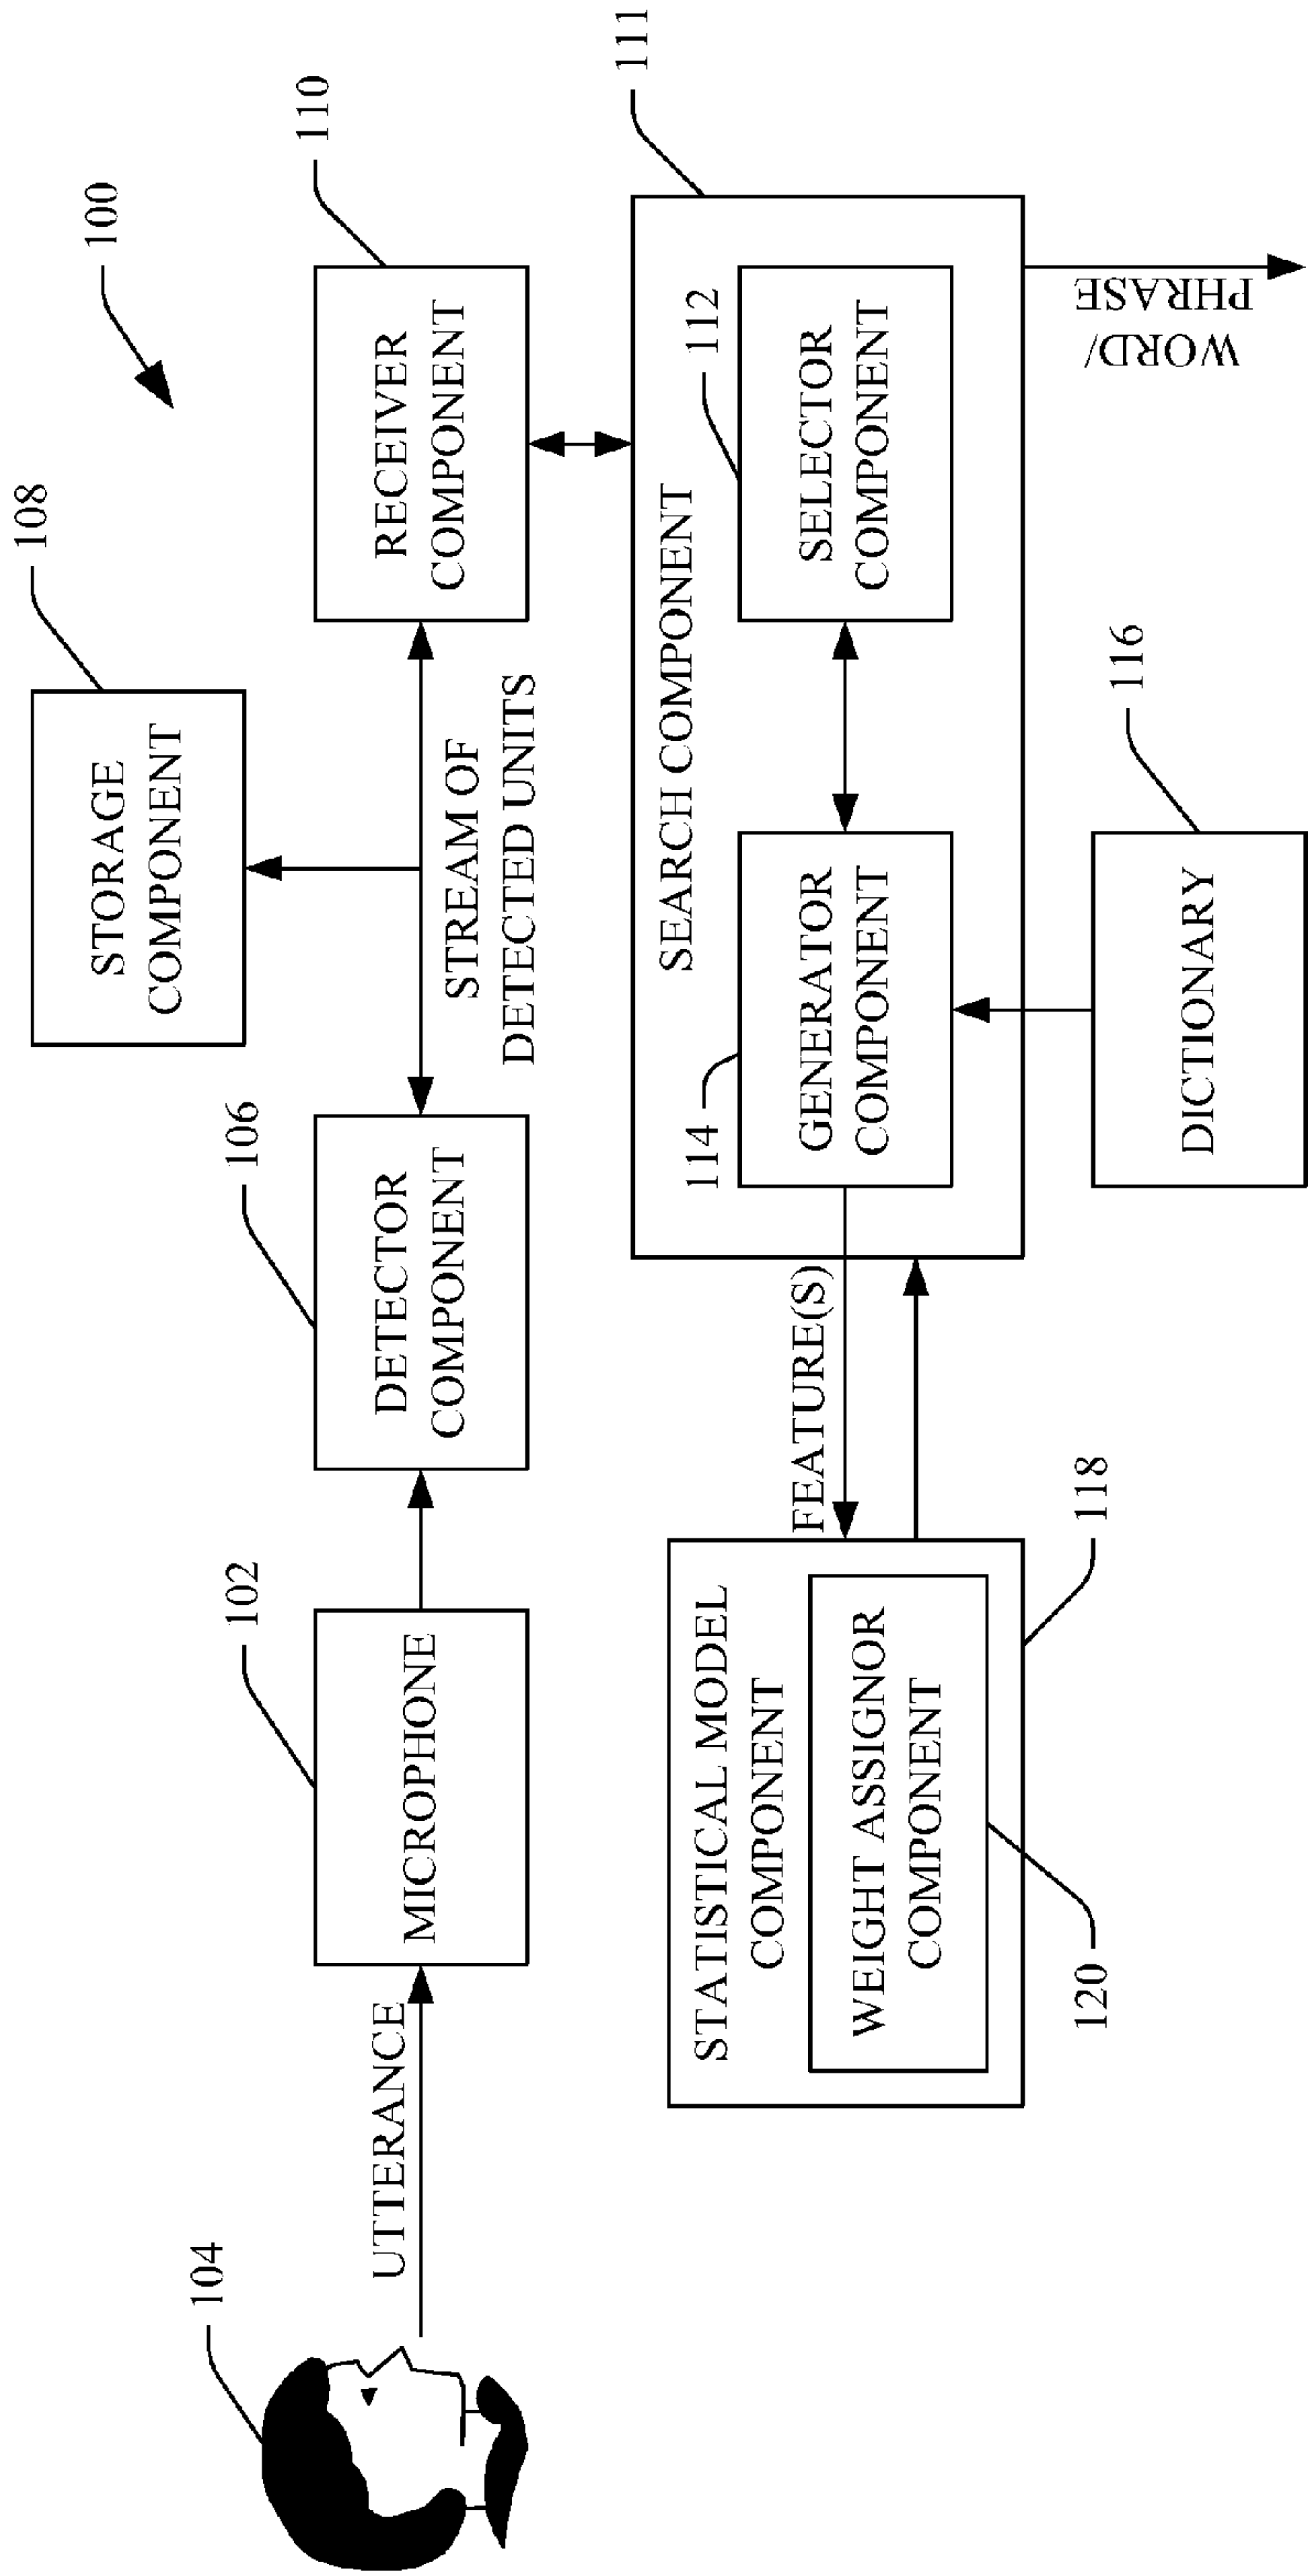 100
108
STORAGE
COMPONENT
104
UTTERANCE
102
MICROPHONE
106
DETECTOR
COMPONENT
STREAM OF
DETECTED UNITS
110
RECEIVER
COMPONENT
111
SEARCH COMPONENT
114
GENERATOR
COMPONENT
112
SELECTOR
COMPONENT
FEATURE(S)
STATISTICAL MODEL
COMPONENT
WEIGHT ASSIGNOR
COMPONENT
120
118
DICTIONARY
116
WORD/
PHRASE